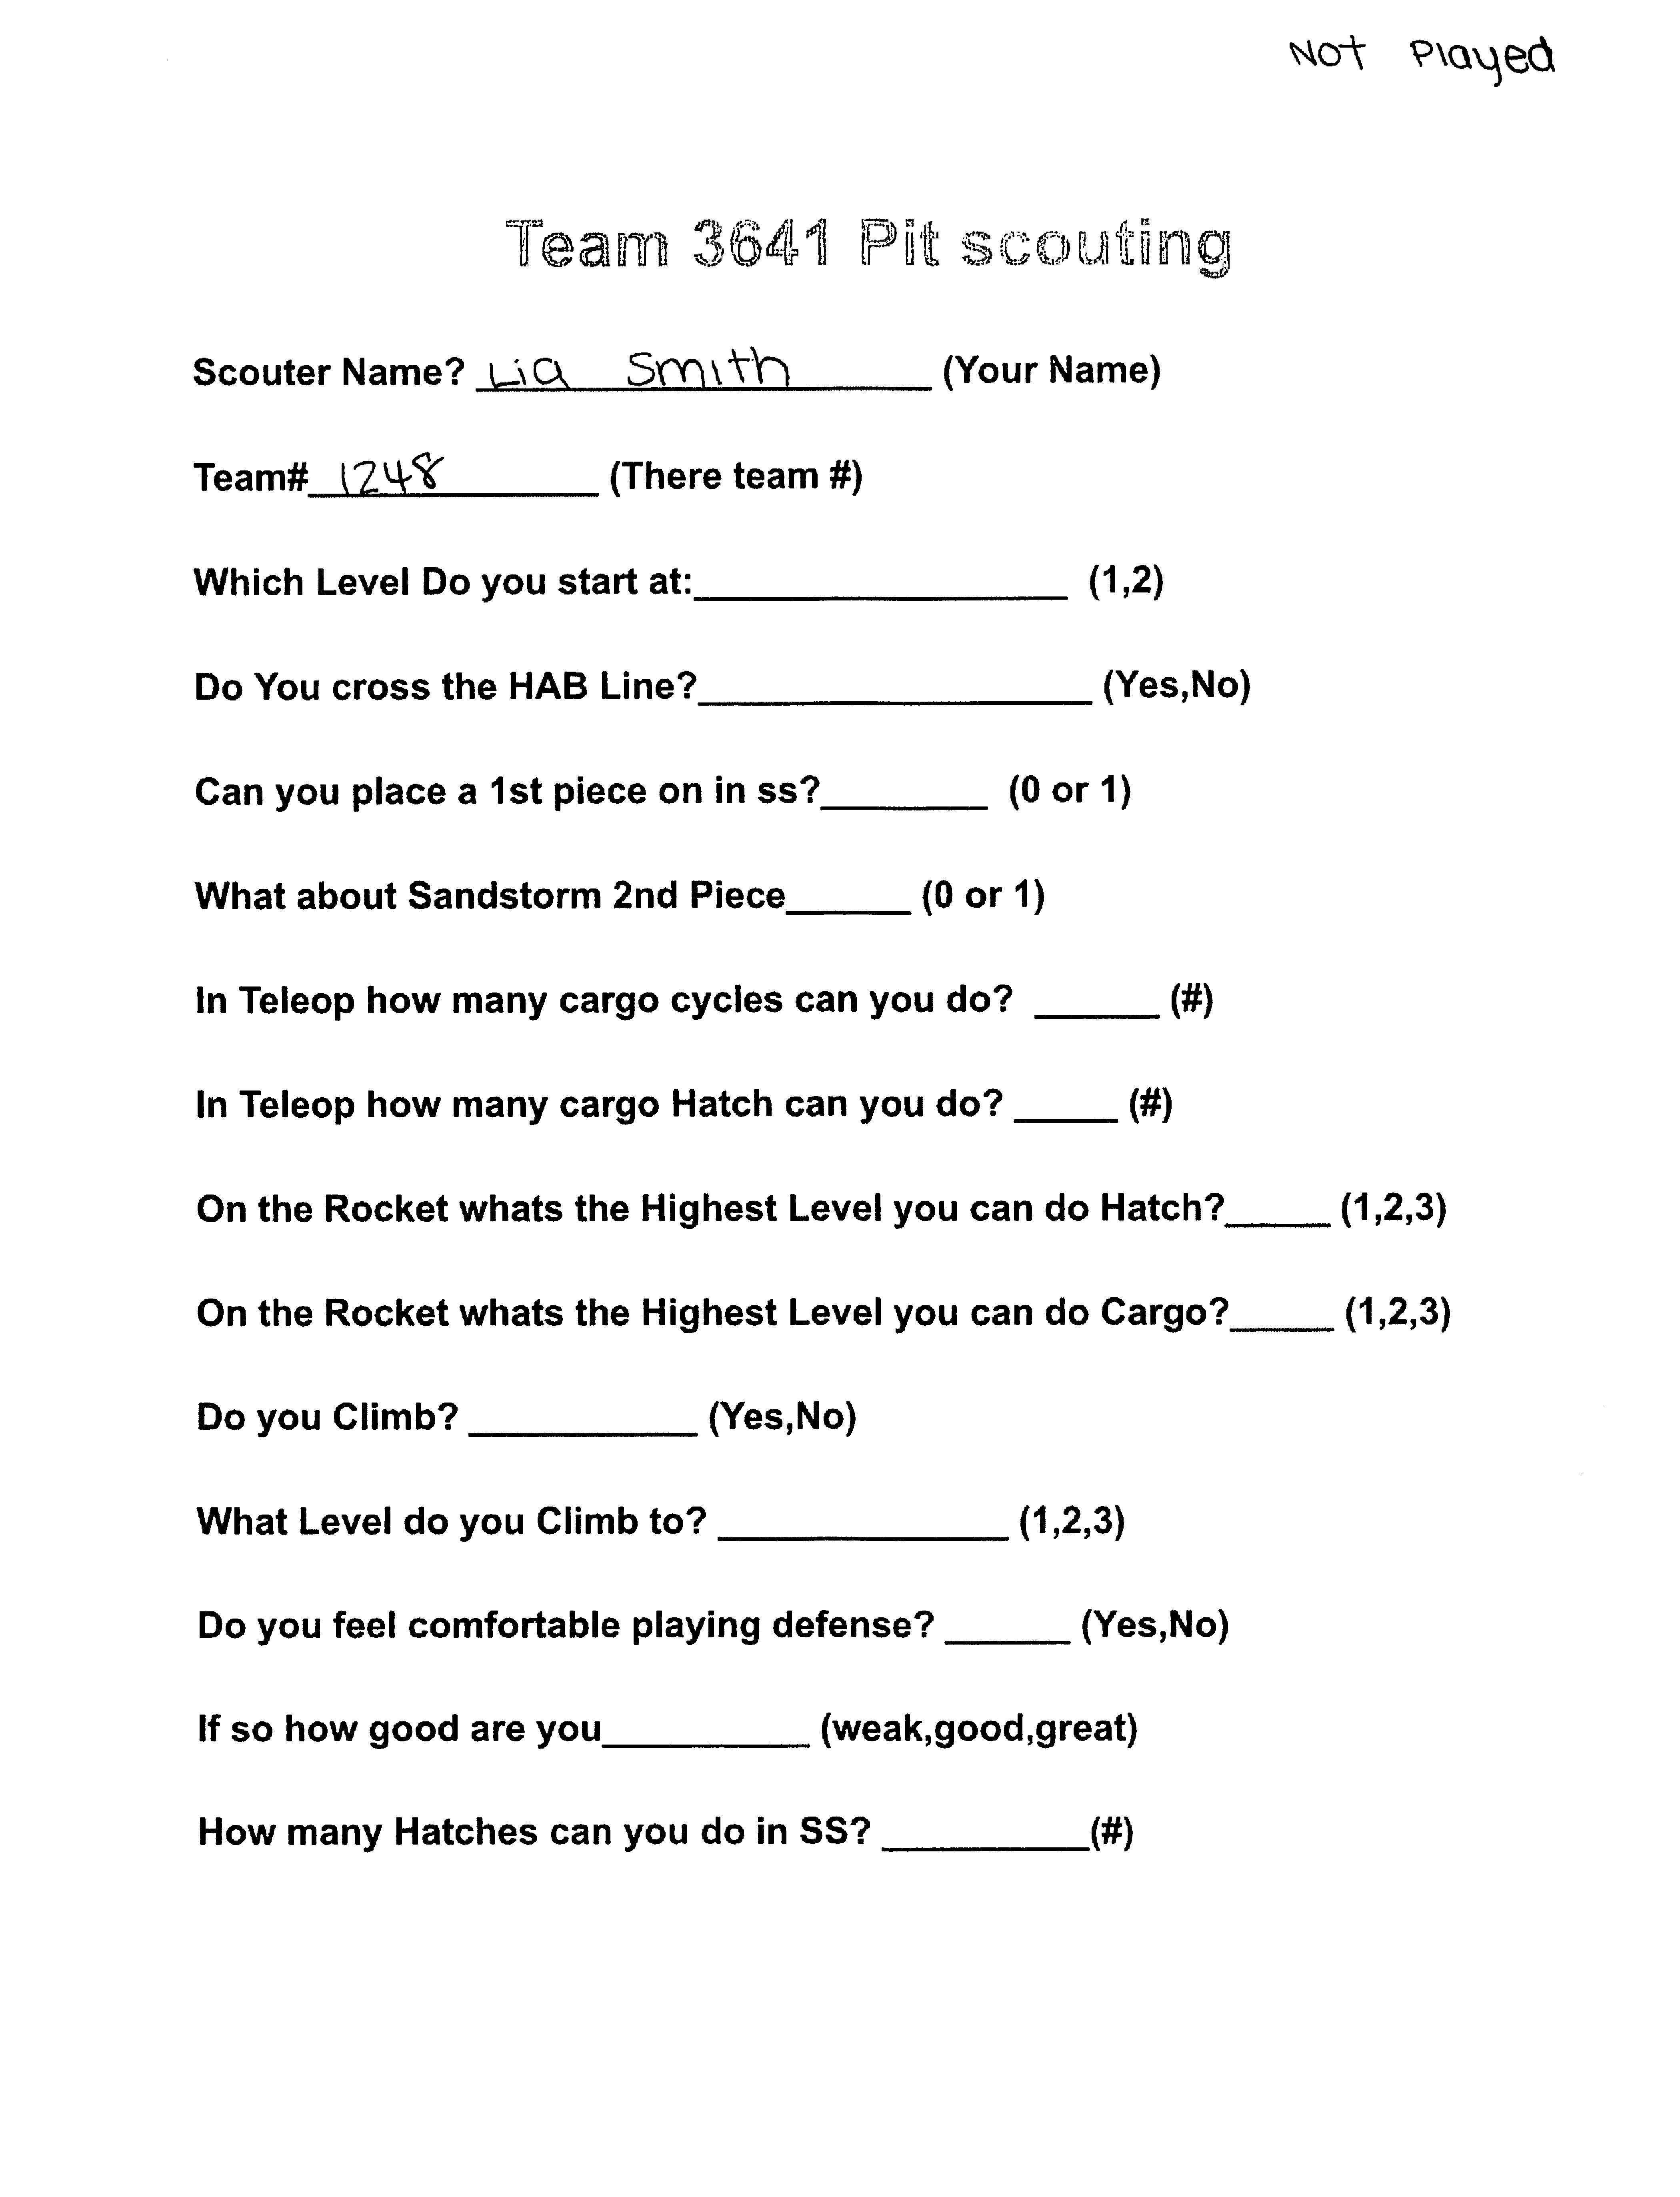 Not Played
Team 3641 Pit scouting
Scouter Name? Lia Smith (Your Name)
Team# 1248 (There team #)
Which Level Do you start at:__________________ (1,2)
Do You cross the HAB Line?___________________ (Yes,No)
Can you place a 1st piece on in ss?________ (0 or 1)
What about Sandstorm 2nd Piece______ (0 or 1)
In Teleop how many cargo cycles can you do? ______ (#)
In Teleop how many cargo Hatch can you do? _____ (#)
On the Rocket whats the Highest Level you can do Hatch?_____ (1,2,3)
On the Rocket whats the Highest Level you can do Cargo?_____ (1,2,3)
Do you Climb? ___________ (Yes,No)
What Level do you Climb to? ______________ (1,2,3)
Do you feel comfortable playing defense? ______ (Yes,No)
If so how good are you__________ (weak,good,great)
How many Hatches can you do in SS? __________(#)